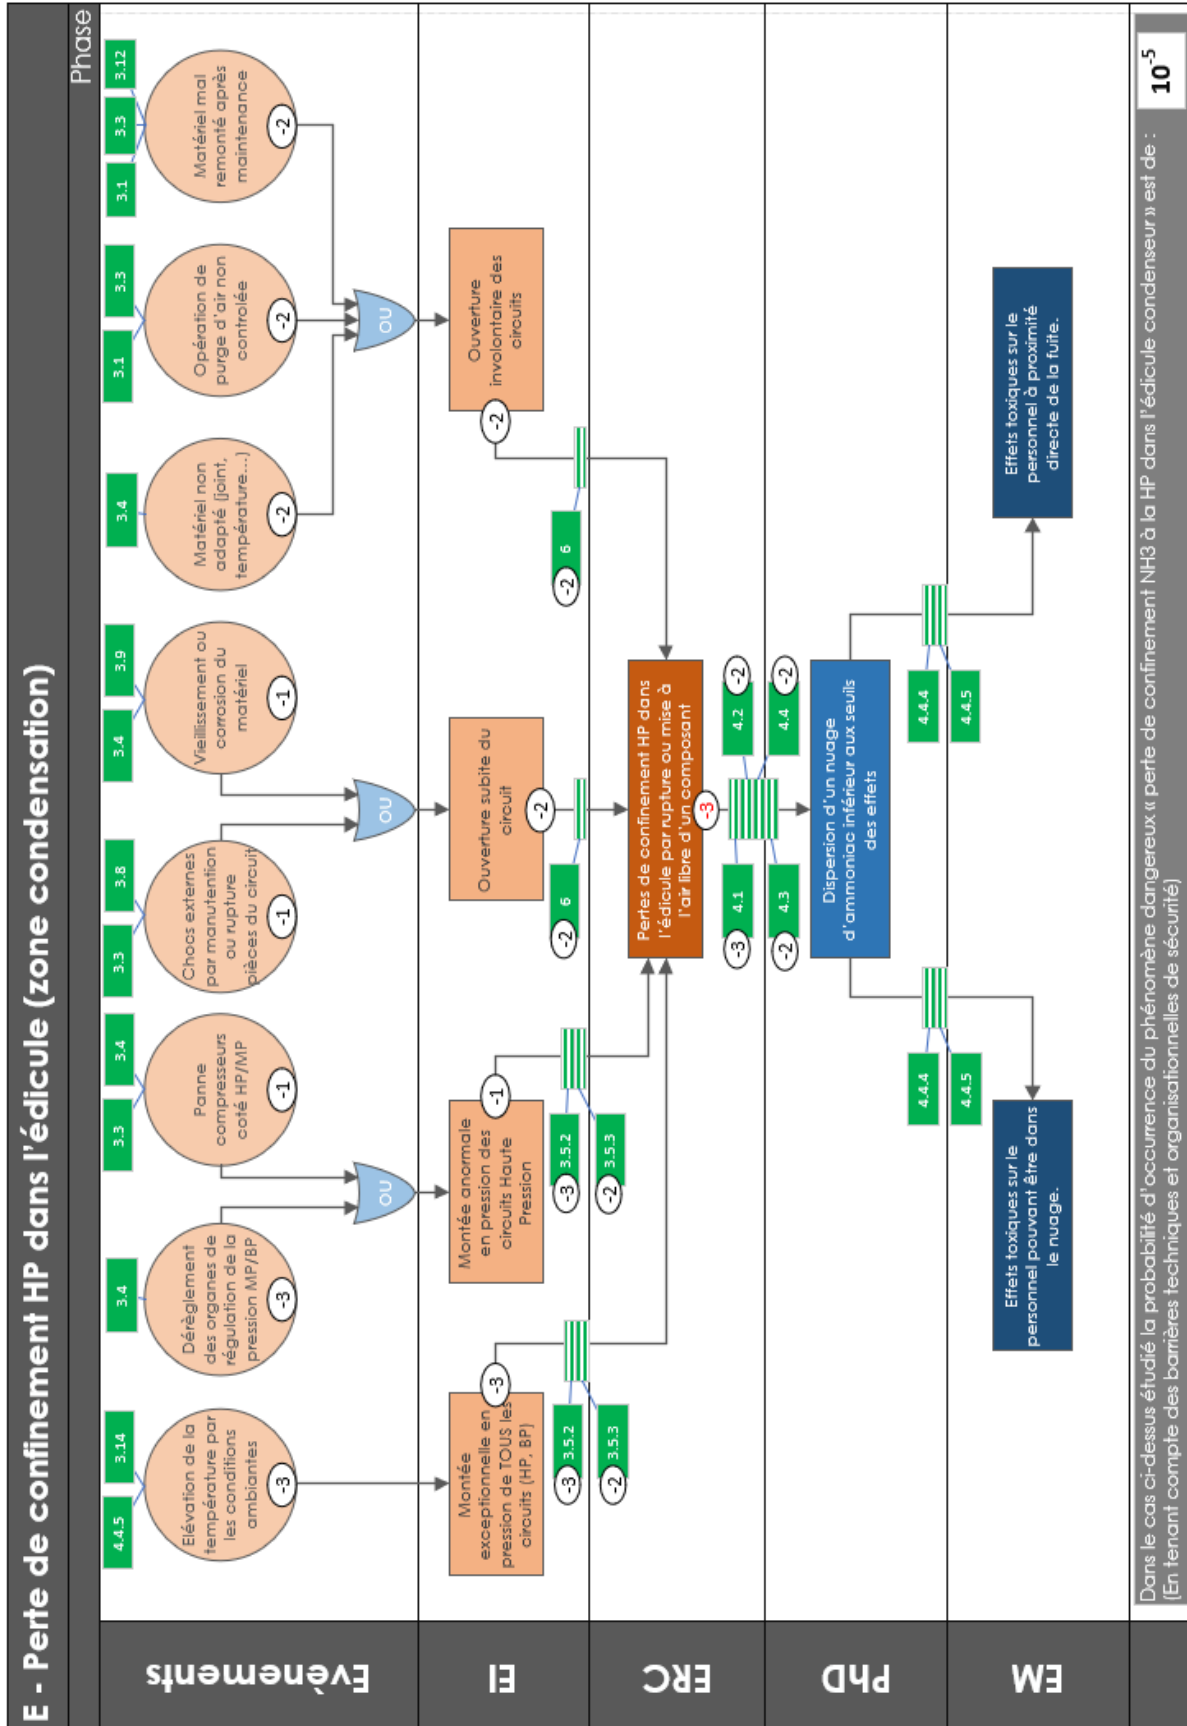 E - Perte de confinement HP dans l'édicule (zone condensation)
Phase
Evènements
4.4.5
3.14
3.4
3.3
3.4
3.3
3.8
3.4
3.9
3.4
3.1
3.3
3.1
3.3
3.12
Elévation de la
température par
les conditions
ambiantes
-3
Dérèglement
des organes de
régulation de la
pression MP/BP
-3
Panne
compresseurs
coté HP/MP
-1
Chocs externes
par manutention
ou rupture
pièces du circuit
-1
Vieillissement ou
corrosion du
matériel
-1
Matériel non
adapté (joint,
température...)
-2
Opération de
purge d'air non
controlée
-2
Matériel mal
remonté après
maintenance
-2
OU
OU
OU
EI
Montée
exceptionnelle en
pression de TOUS les
circuits (HP, BP)
-3
Montée anormale
en pression des
circuits Haute
Pression
-1
Ouverture subite du
circuit
-2
Ouverture
involontaire des
circuits
-2
-3
3.5.2
-2
3.5.3
-3
3.5.2
-2
3.5.3
-2
6
-2
6
ERC
Pertes de confinement HP dans
l'édicule par rupture ou mise à
l'air libre d'un composant
-3
-3
4.1
4.2
-2
-2
4.3
4.4
-2
PhD
Dispersion d'un nuage
d'ammoniac inférieur aux seuils
des effets
4.4.4
4.4.5
4.4.4
4.4.5
EM
Effets toxiques sur le
personnel pouvant être dans
le nuage.
Effets toxiques sur le
personnel à proximité
directe de la fuite.
Dans le cas ci-dessus étudié la probabilité d'occurrence du phénomène dangereux « perte de confinement NH3 à la HP dans l'édicule condenseur » est de :
(En tenant compte des barrières techniques et organisationnelles de sécurité)
10⁻⁵